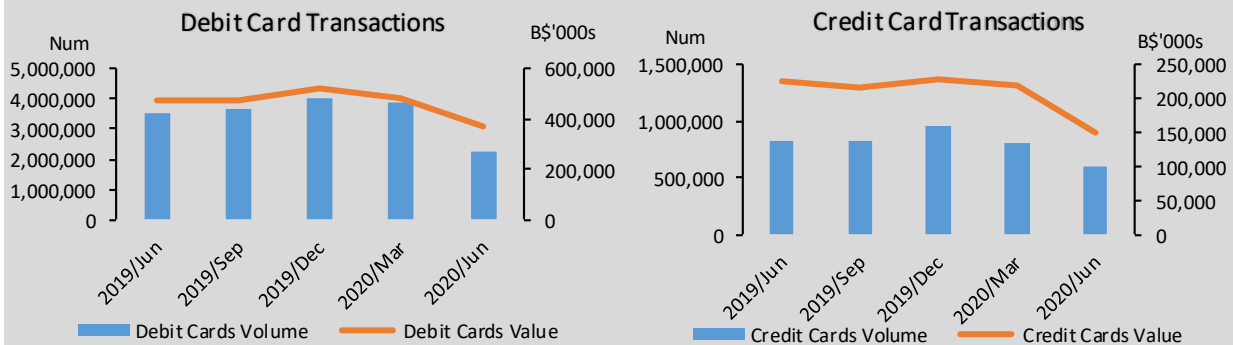 Debit Card Transactions
Num
B$'000s
5,000,000
4,000,000
3,000,000
2,000,000
1,000,000
0
600,000
400,000
200,000
0
2019/Jun
2019/Sep
2019/Dec
2020/Mar
2020/Jun
Debit Cards Volume
Debit Cards Value
Credit Card Transactions
Num
B$'000s
1,500,000
1,000,000
500,000
0
250,000
200,000
150,000
100,000
50,000
0
2019/Jun
2019/Sep
2019/Dec
2020/Mar
2020/Jun
Credit Cards Volume
Credit Cards Value